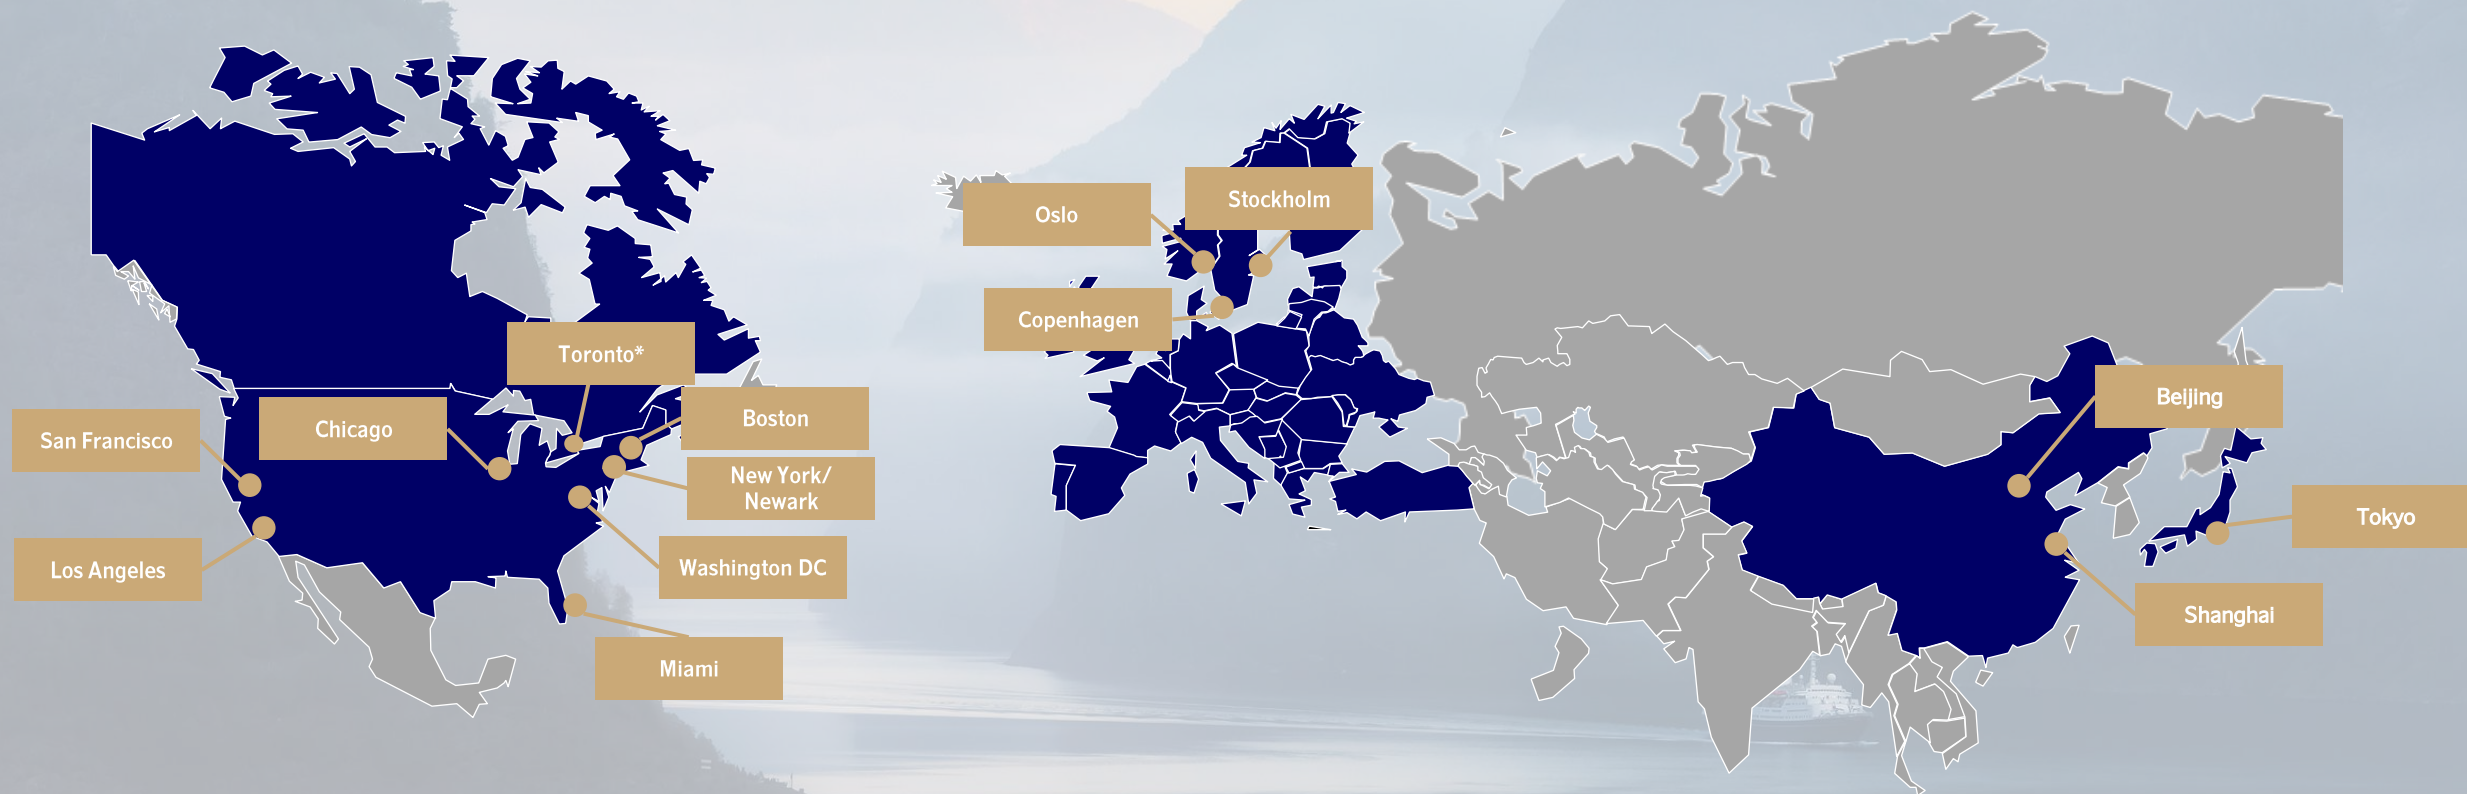 Stockholm
Oslo
Copenhagen
Toronto*
Boston
San Francisco
Chicago
New York/
Newark
Los Angeles
Washington DC
Miami
Beijing
Tokyo
Shanghai